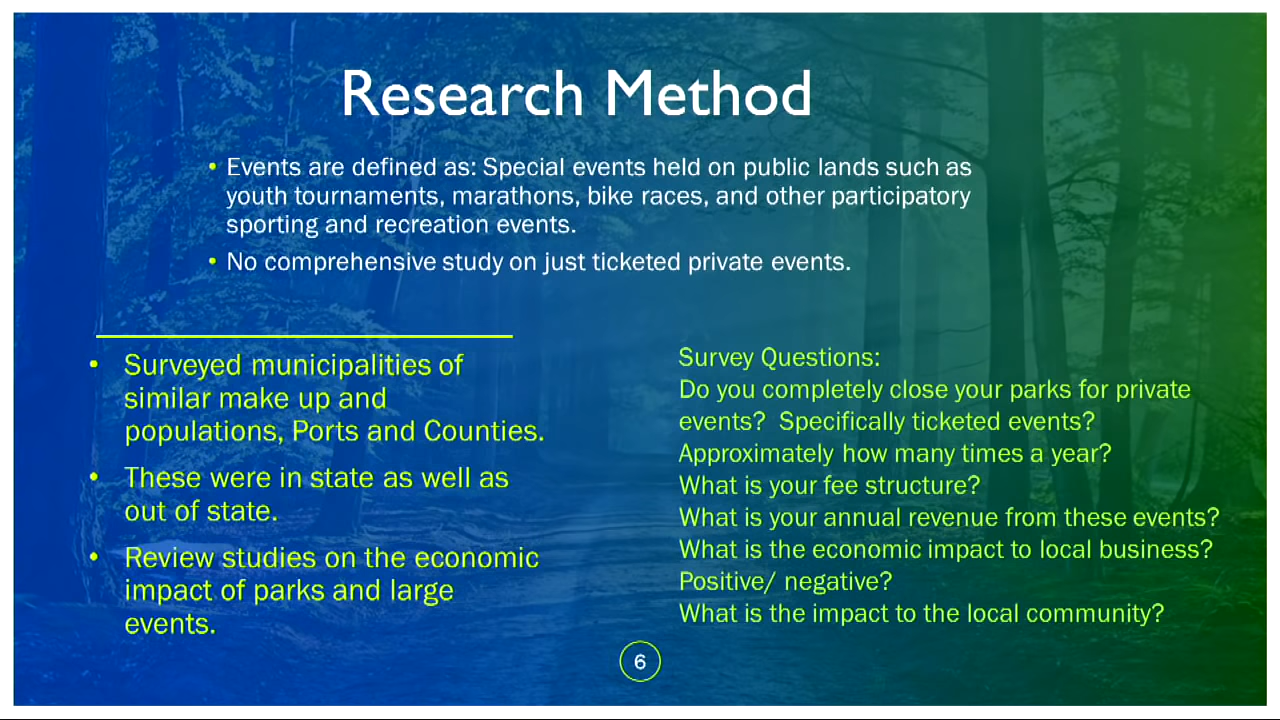 Research Method
• Events are defined as: Special events held on public lands such as
youth tournaments, marathons, bike races, and other participatory
sporting and recreation events.
• No comprehensive study on just ticketed private events.
• Surveyed municipalities of
similar make up and
populations, Ports and Counties.
• These were in state as well as
out of state.
• Review studies on the economic
impact of parks and large
events.
Survey Questions:
Do you completely close your parks for private
events?  Specifically ticketed events?
Approximately how many times a year?
What is your fee structure?
What is your annual revenue from these events?
What is the economic impact to local business?
Positive/ negative?
What is the impact to the local community?
6